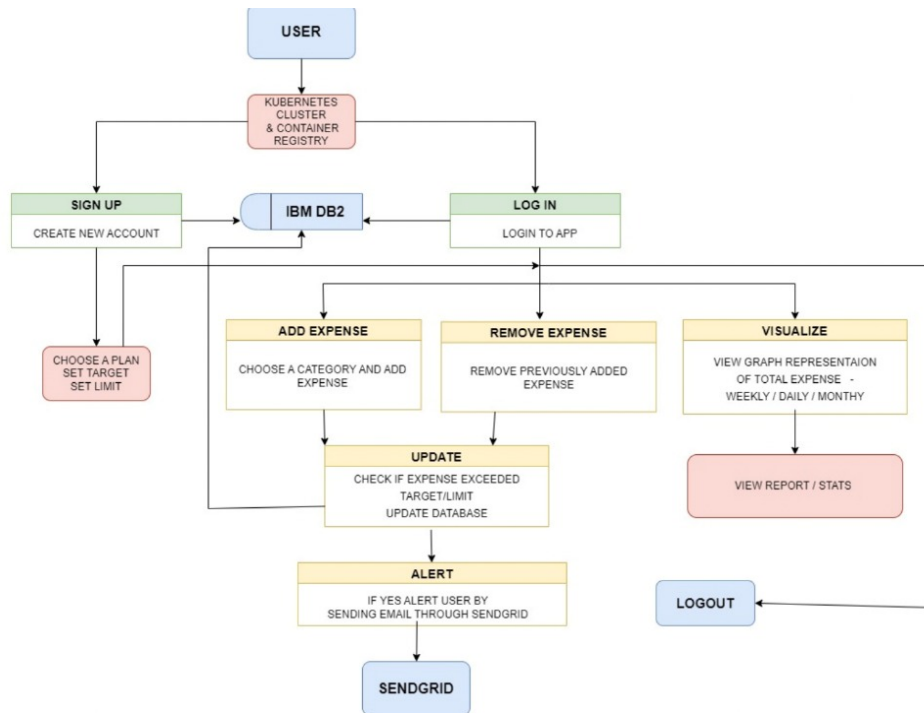 USER
KUBERNETES
CLUSTER
& CONTAINER
REGISTRY
SIGN UP
CREATE NEW ACCOUNT
IBM DB2
LOG IN
LOGIN TO APP
CHOOSE A PLAN
SET TARGET
SET LIMIT
ADD EXPENSE
CHOOSE A CATEGORY AND ADD
EXPENSE
REMOVE EXPENSE
REMOVE PREVIOUSLY ADDED
EXPENSE
VISUALIZE
VIEW GRAPH REPRESENTAION
OF TOTAL EXPENSE -
WEEKLY / DAILY / MONTHY
UPDATE
CHECK IF EXPENSE EXCEEDED
TARGET/LIMIT
UPDATE DATABASE
VIEW REPORT / STATS
ALERT
IF YES ALERT USER BY
SENDING EMAIL THROUGH SENDGRID
LOGOUT
SENDGRID